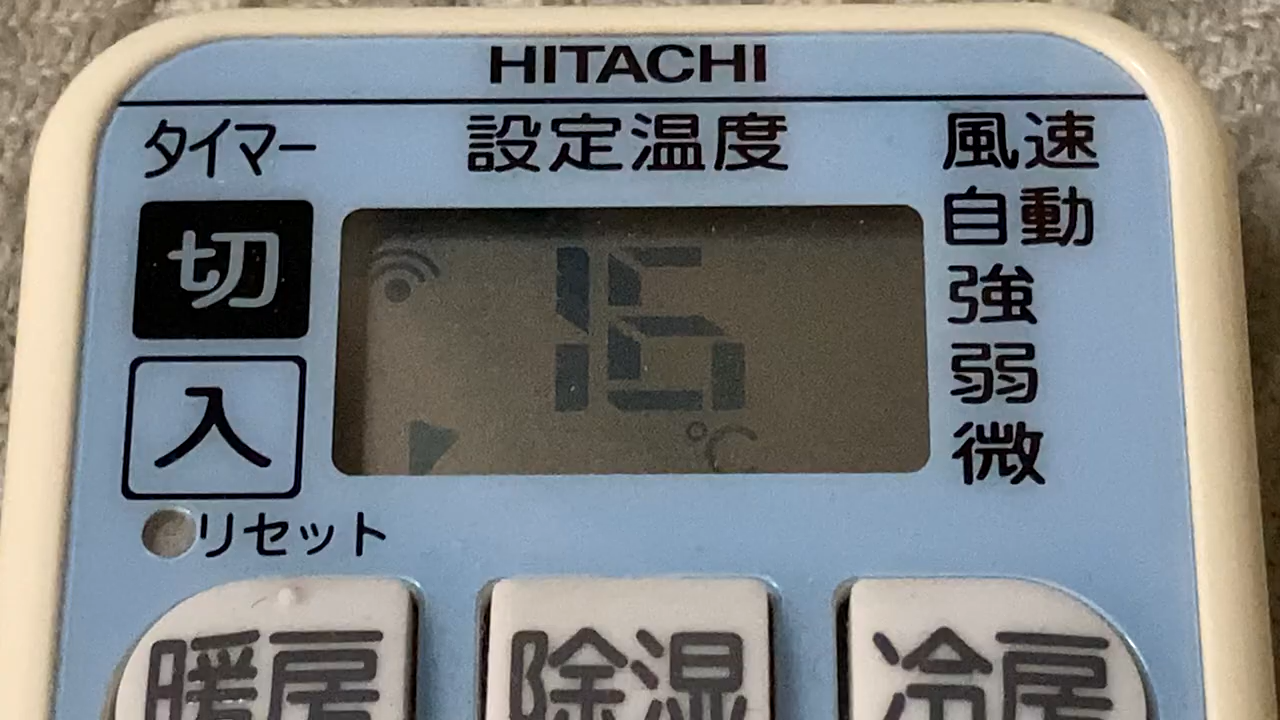 HITACHI
タイマー
切
入
リセット
設定温度
16
℃
風速
自動
強
弱
微
暖房
除湿
冷房